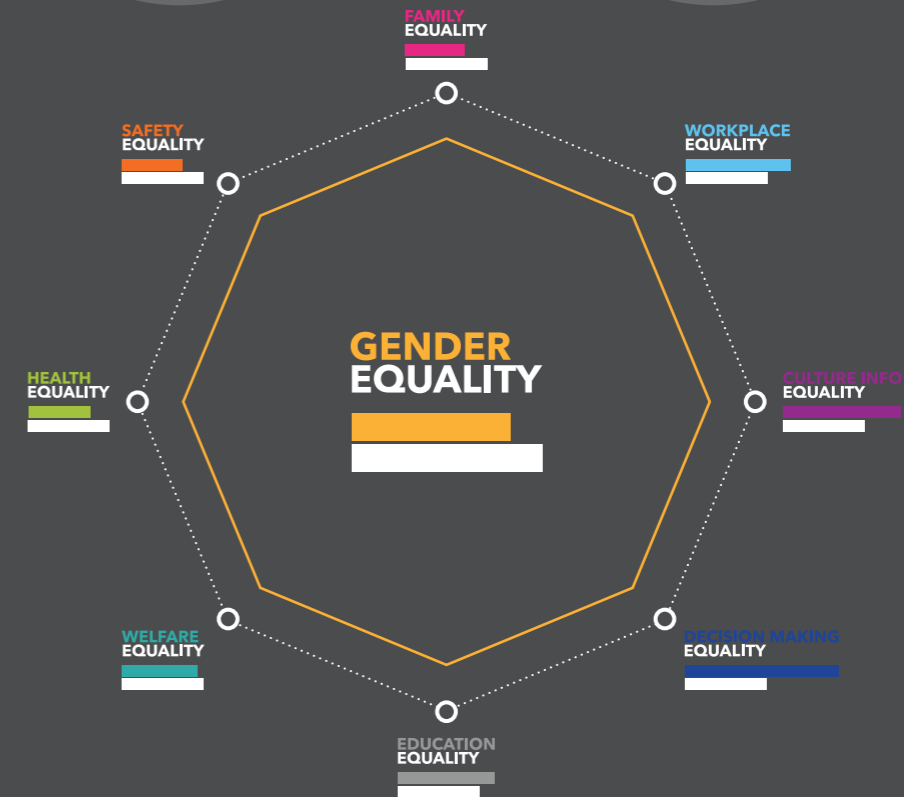 FAMILY
EQUALITY
SAFETY
EQUALITY
WORKPLACE
EQUALITY
GENDER
EQUALITY
HEALTH
EQUALITY
CULTURE INFO
EQUALITY
WELFARE
EQUALITY
DECISION MAKING
EQUALITY
EDUCATION
EQUALITY